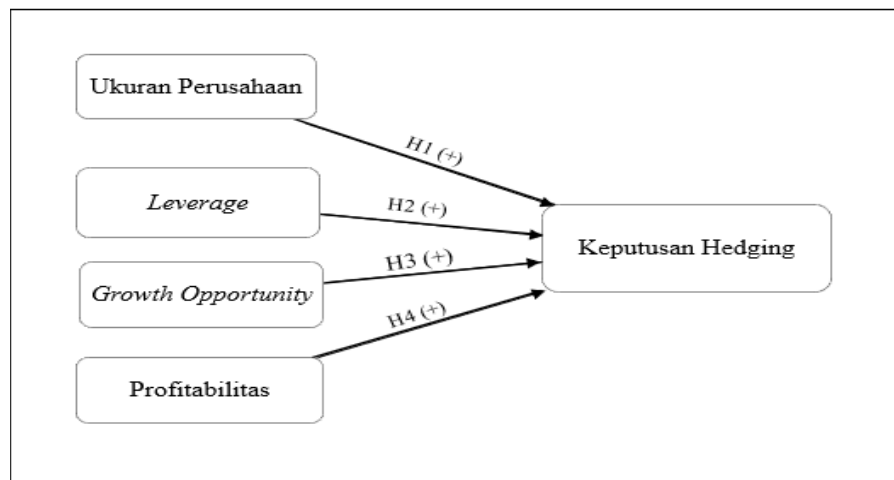 Ukuran Perusahaan
H1 (+)
Leverage
H2 (+)
Keputusan Hedging
H3 (+)
Growth Opportunity
H4 (+)
Profitabilitas